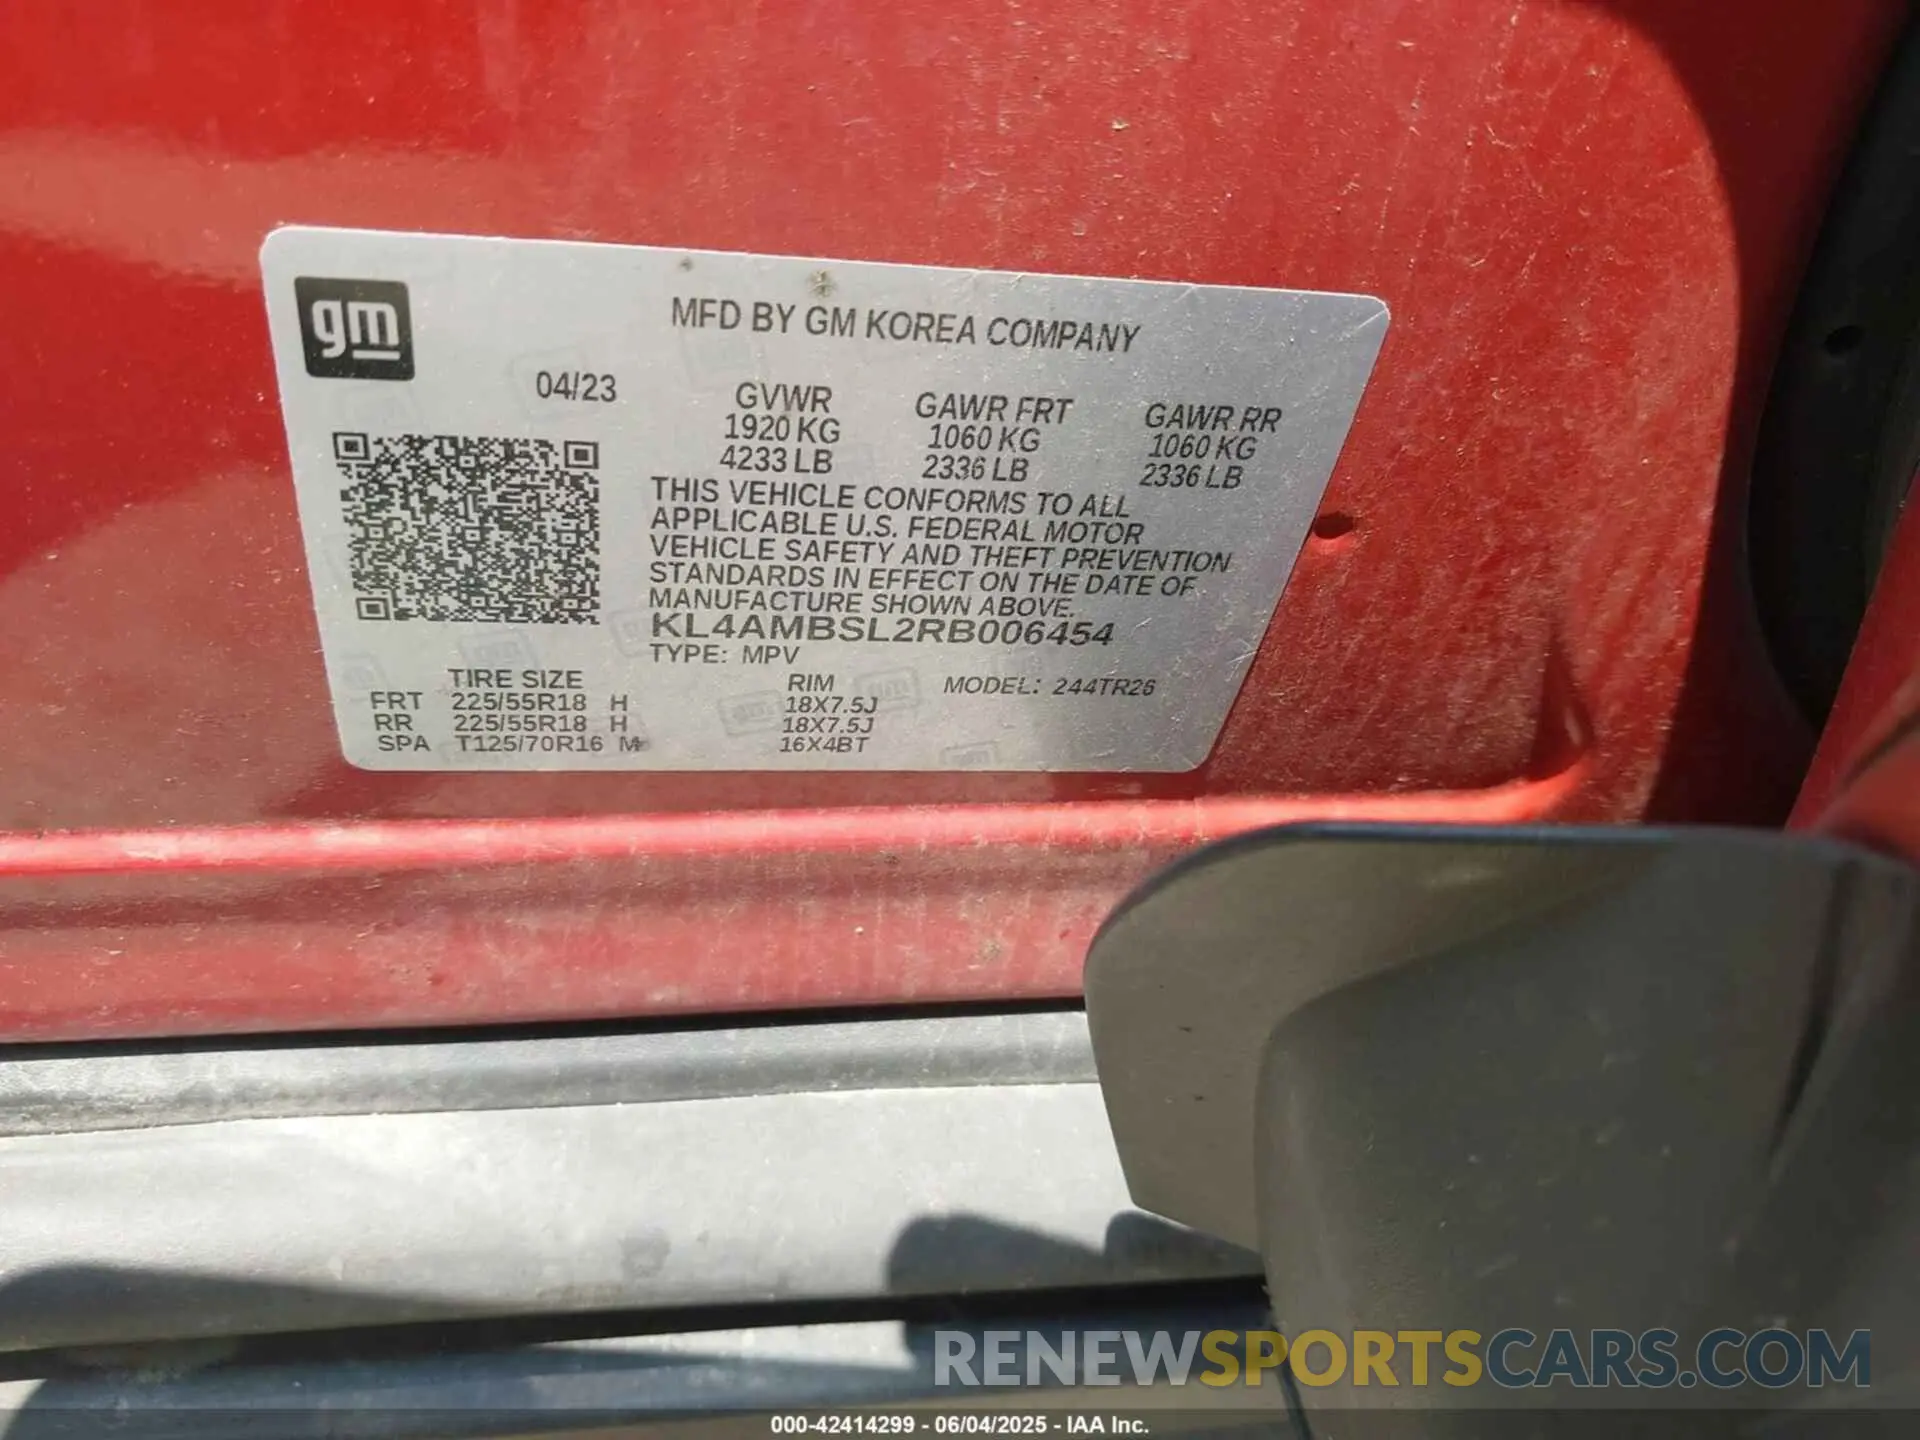 gm
MFD BY GM KOREA COMPANY
04/23
GVWR GAWR FRT GAWR RR
1920 KG 1060 KG 1060 KG
4233 LB 2336 LB 2336 LB
THIS VEHICLE CONFORMS TO ALL
APPLICABLE U.S. FEDERAL MOTOR
VEHICLE SAFETY AND THEFT PREVENTION
STANDARDS IN EFFECT ON THE DATE OF
MANUFACTURE SHOWN ABOVE.
KL4AMBSL2RB006454
TYPE: MPV
TIRE SIZE RIM MODEL: 244TR26
FRT 225/55R18 H 18X7.5J
RR 225/55R18 H 18X7.5J
SPA T125/70R16 M 16X4BT
RENEWSPORTSCARS.COM
000-42414299 - 06/04/2025 - IAA Inc.